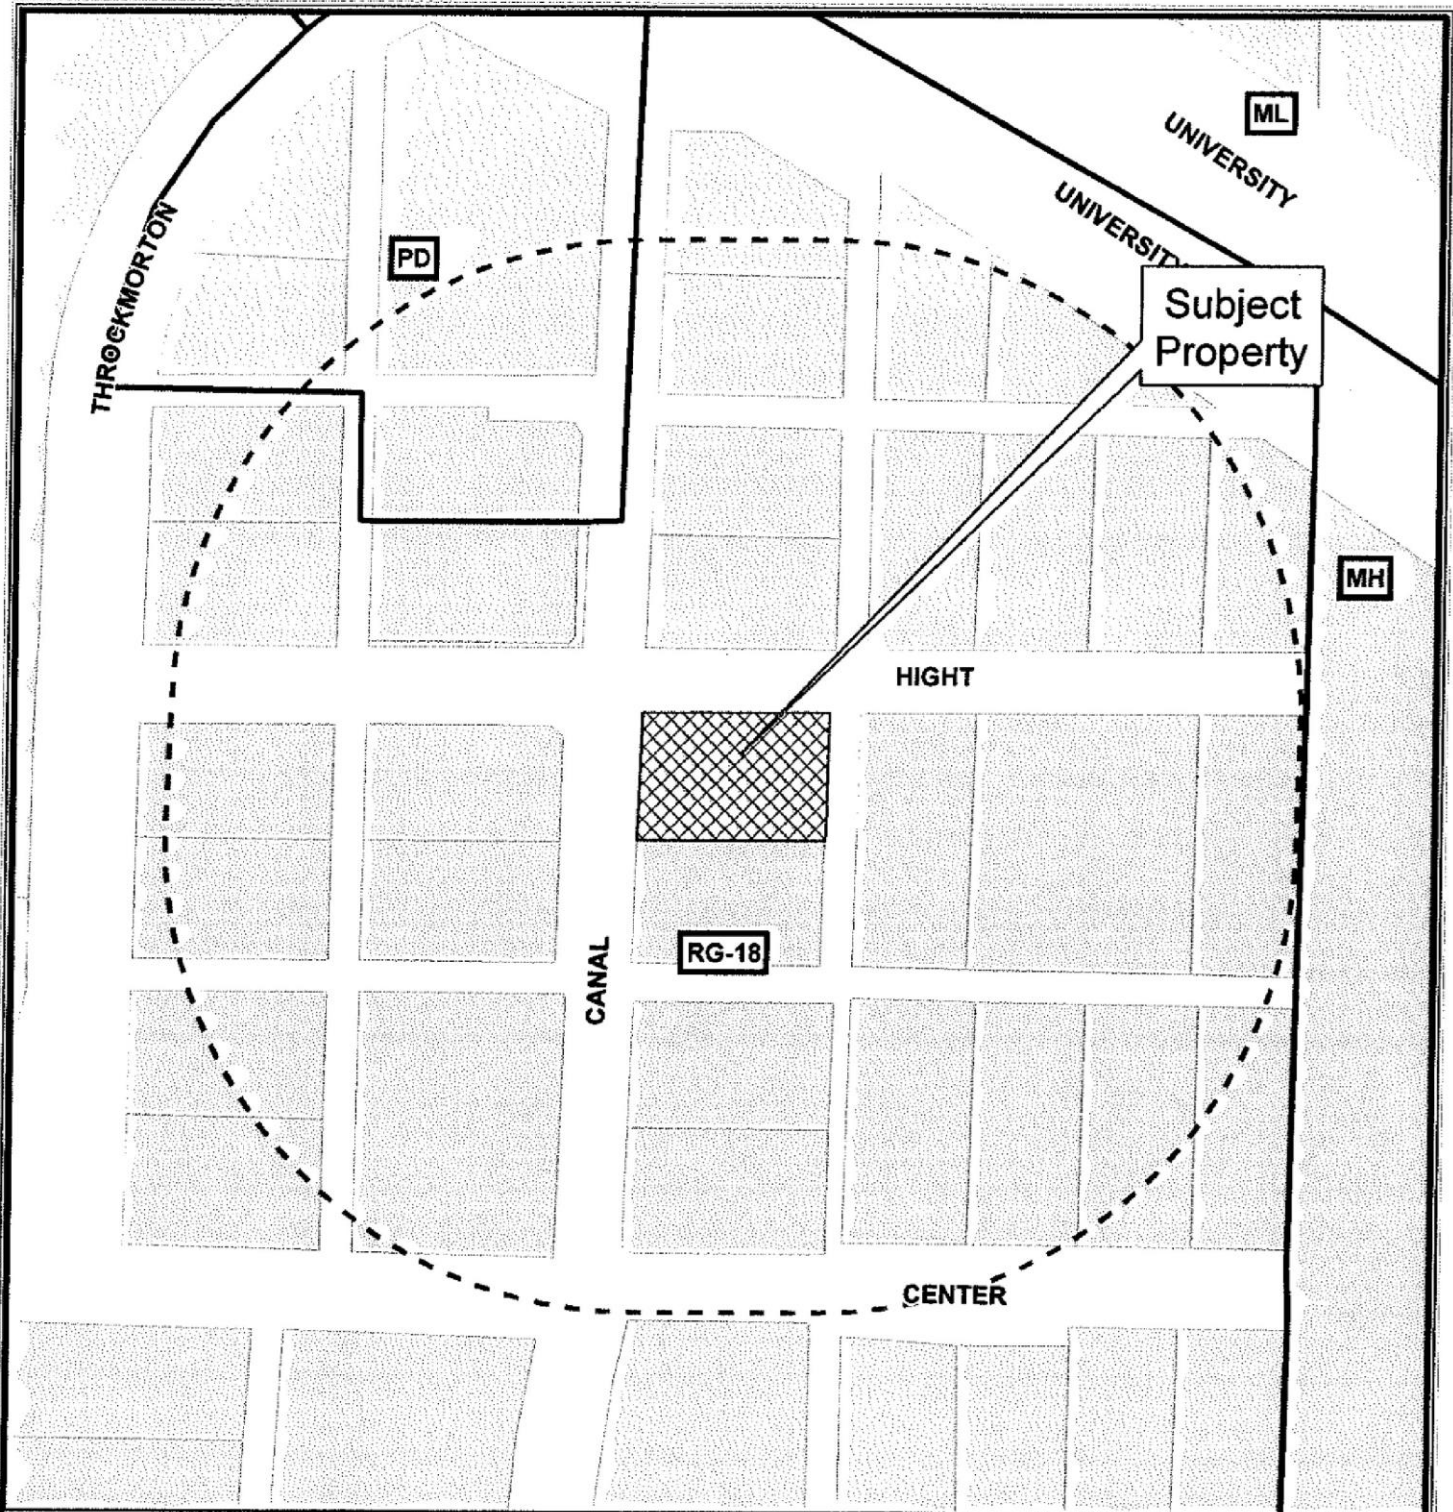 ML
UNIVERSITY
UNIVERSITY
THROCKMORTON
PD
Subject
Property
MH
HIGHT
RG-18
CANAL
CENTER